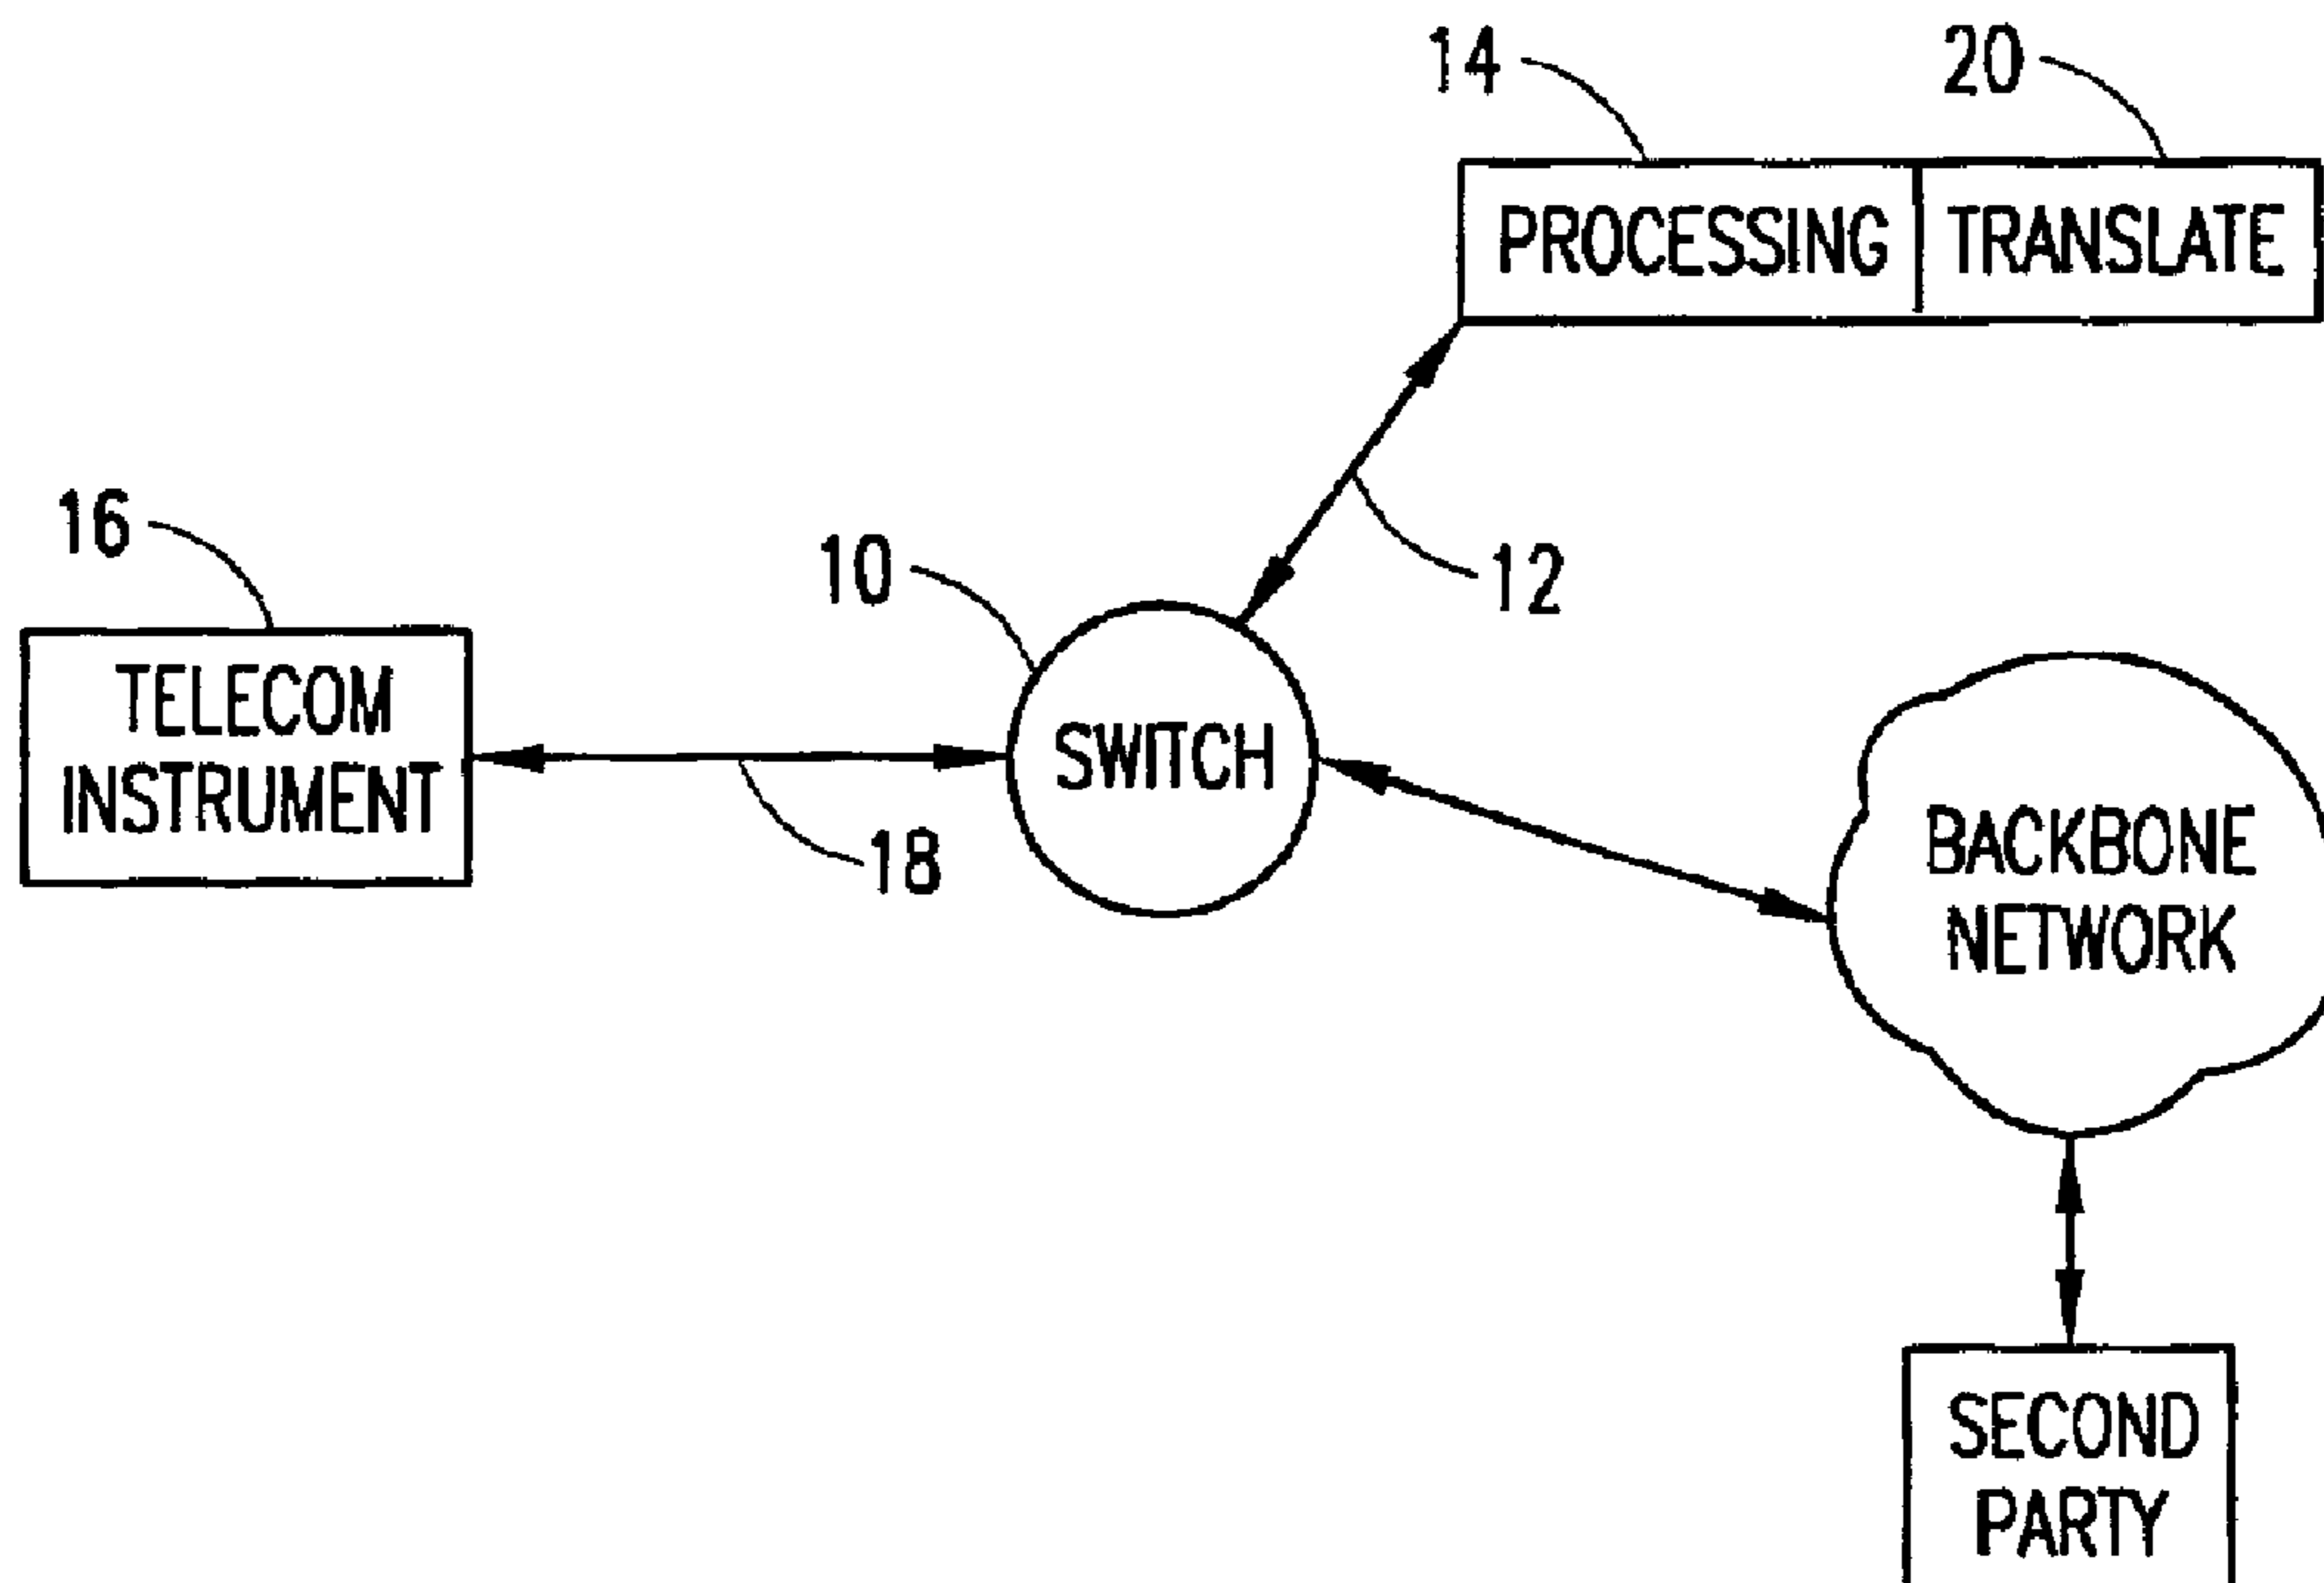 14
20
PROCESSING TRANSLATE
16
10
12
TELECOM
INSTRUMENT
SWITCH
18
BACKBONE
NETWORK
SECOND
PARTY